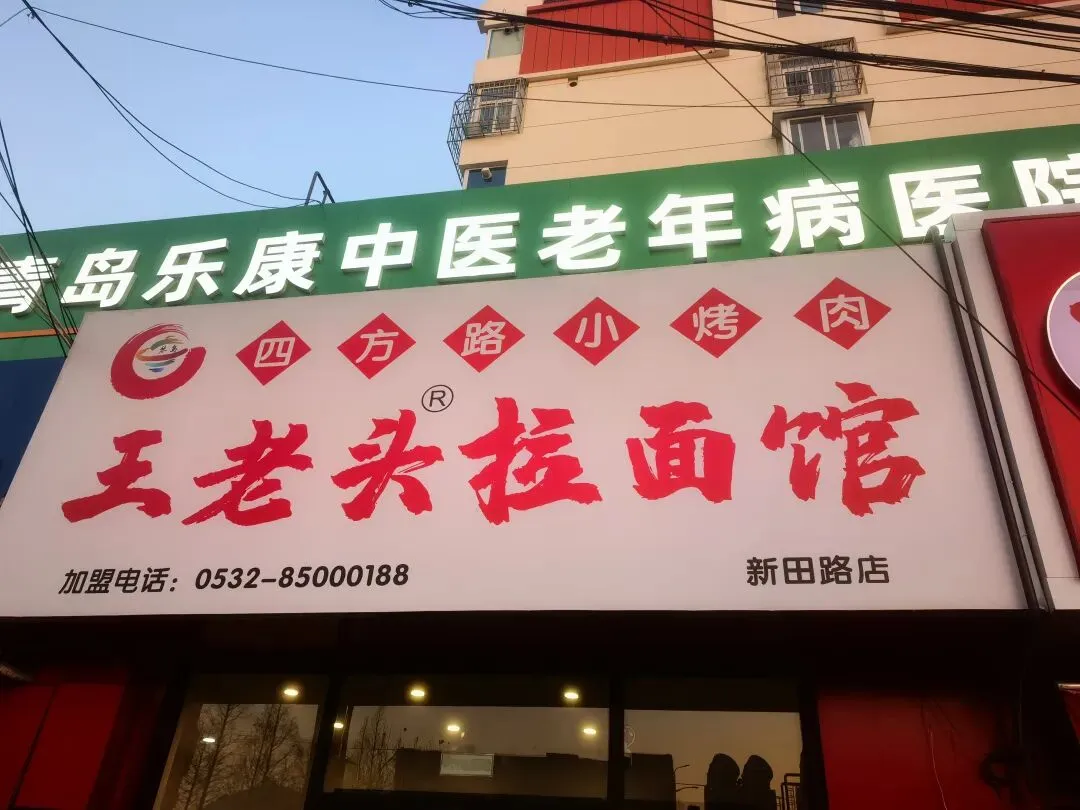 青岛乐康中医老年病医院
四方路小烤肉
王老头®拉面馆
加盟电话：0532-85000188
新田路店